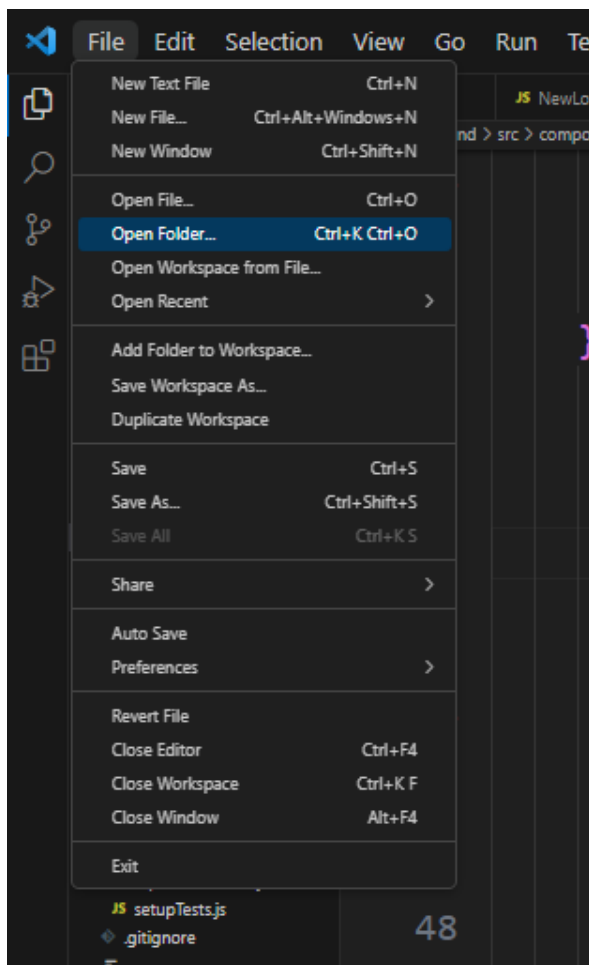 File Edit Selection View Go Run Te
New Text File Ctrl+N
JS NewLo
New File... Ctrl+Alt+Windows+N
nd > src > compo
New Window Ctrl+Shift+N
Open File... Ctrl+O
Open Folder... Ctrl+K Ctrl+O
Open Workspace from File...
Open Recent >
}
Add Folder to Workspace...
Save Workspace As...
Duplicate Workspace
Save Ctrl+S
Save As... Ctrl+Shift+S
Save All Ctrl+K S
Share >
Auto Save
Preferences >
Revert File
Close Editor Ctrl+F4
Close Workspace Ctrl+K F
Close Window Alt+F4
Exit
JS setupTests.js
48
.gitignore